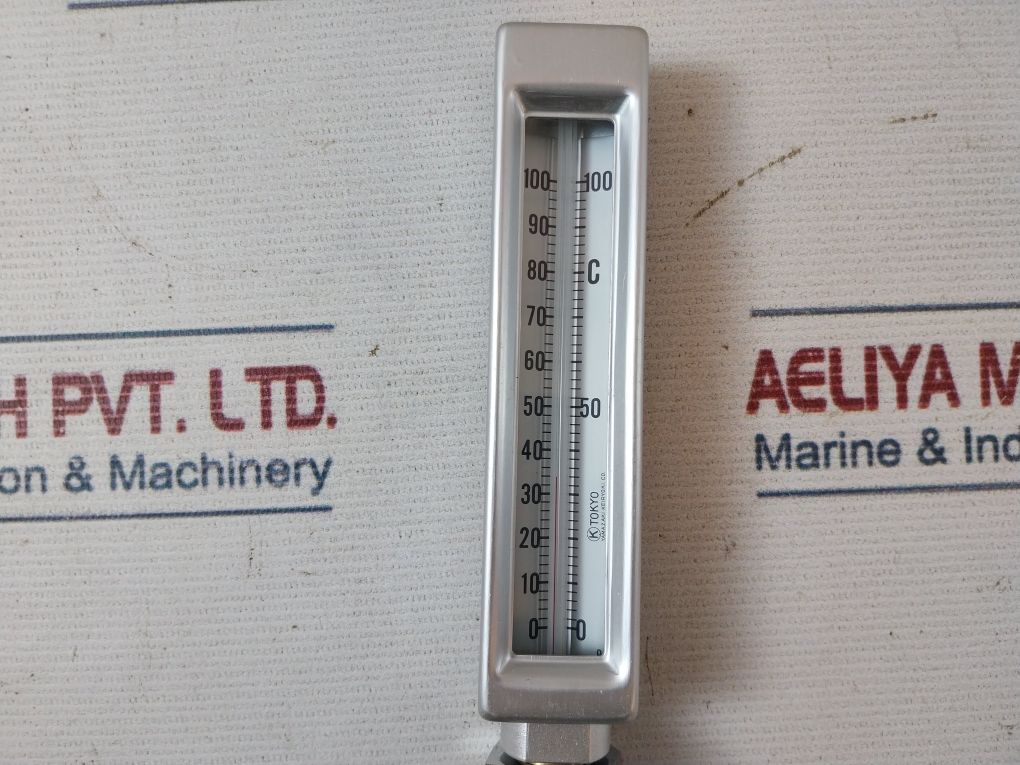 H PVT. LTD.
on & Machinery
100 100
90
80 C
70
60
50 50
40
30
20
10
0 0
Ⓚ TOKYO
AELIYA M
Marine & Ind